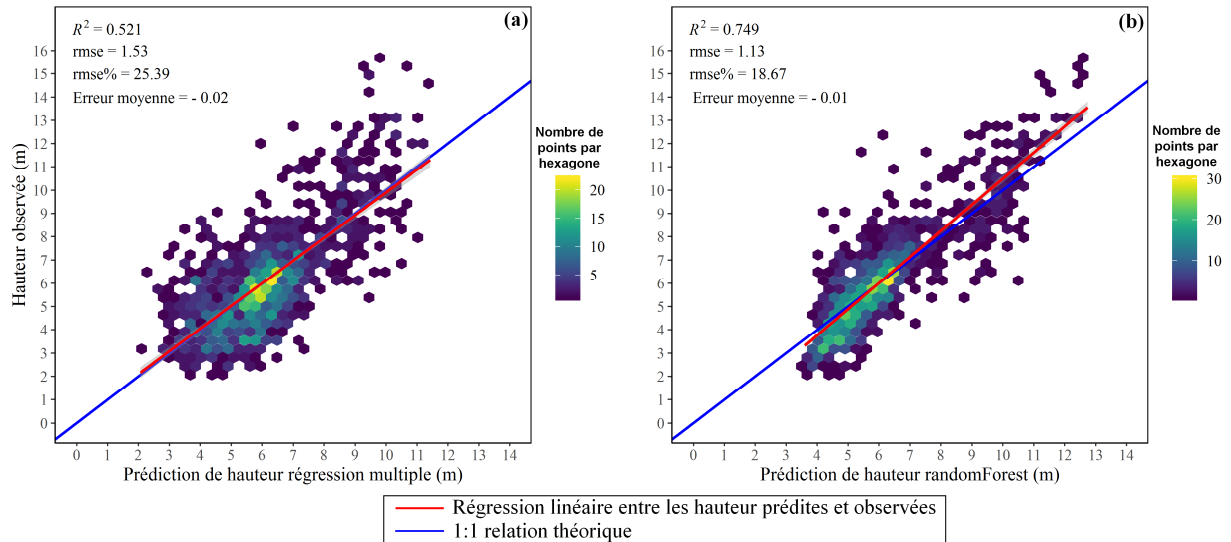 (a)
R² = 0.521
rmse = 1.53
rmse% = 25.39
Erreur moyenne = - 0.02
Hauteur observée (m)
16
15
14
13
12
11
10
9
8
7
6
5
4
3
2
1
0
0 1 2 3 4 5 6 7 8 9 10 11 12 13 14
Prédiction de hauteur régression multiple (m)
Nombre de
points par
hexagone
20
15
10
5
(b)
R² = 0.749
rmse = 1.13
rmse% = 18.67
Erreur moyenne = - 0.01
16
15
14
13
12
11
10
9
8
7
6
5
4
3
2
1
0
0 1 2 3 4 5 6 7 8 9 10 11 12 13 14
Prédiction de hauteur randomForest (m)
Nombre de
points par
hexagone
30
20
10
Régression linéaire entre les hauteur prédites et observées
1:1 relation théorique